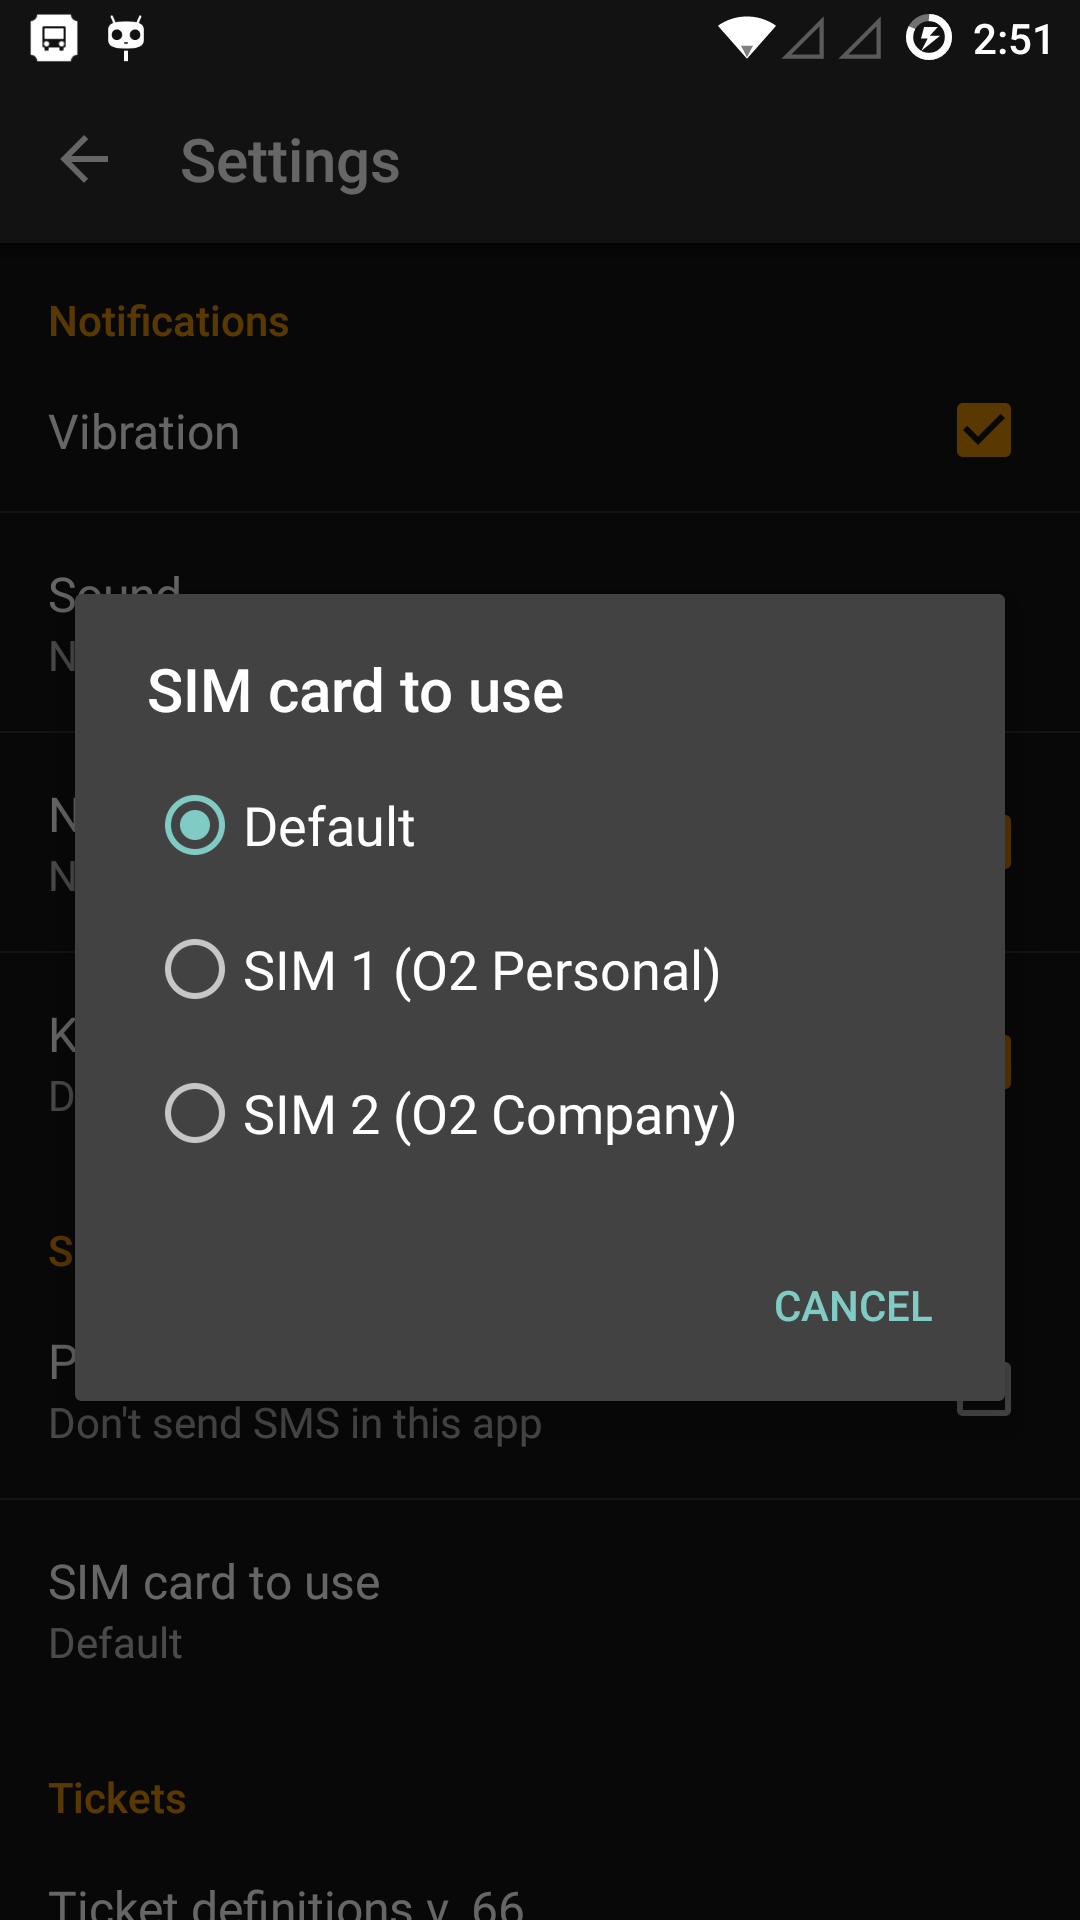 2:51
Settings
Notifications
Vibration
Sound
N
SIM card to use
Default
N
N
SIM 1 (O2 Personal)
K
D
SIM 2 (O2 Company)
S
CANCEL
P
Don't send SMS in this app
SIM card to use
Default
Tickets
Ticket definitions v. 66